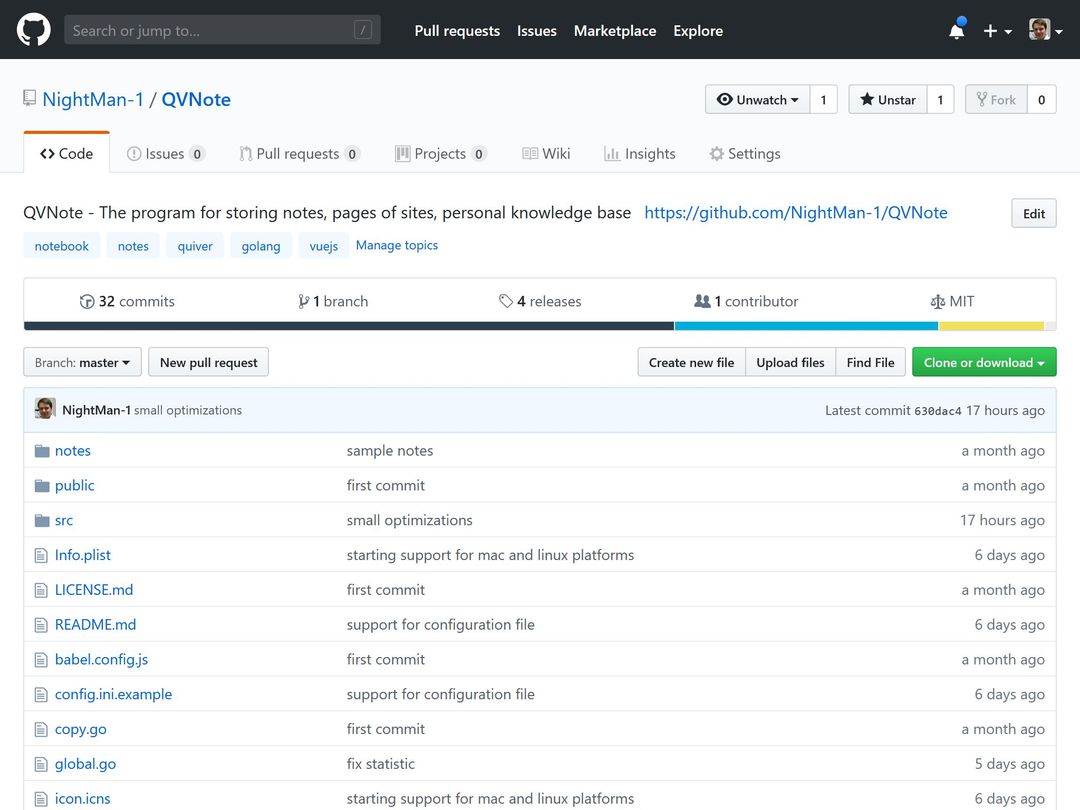 Search or jump to... / Pull requests Issues Marketplace Explore
NightMan-1 / QVNote Unwatch 1 Unstar 1 Fork 0
Code Issues 0 Pull requests 0 Projects 0 Wiki Insights Settings
QVNote - The program for storing notes, pages of sites, personal knowledge base https://github.com/NightMan-1/QVNote Edit
notebook notes quiver golang vuejs Manage topics
32 commits 1 branch 4 releases 1 contributor MIT
Branch: master New pull request Create new file Upload files Find File Clone or download
NightMan-1 small optimizations Latest commit 630dac4 17 hours ago
notes sample notes a month ago
public first commit a month ago
src small optimizations 17 hours ago
Info.plist starting support for mac and linux platforms 6 days ago
LICENSE.md first commit a month ago
README.md support for configuration file 6 days ago
babel.config.js first commit a month ago
config.ini.example support for configuration file 6 days ago
copy.go first commit a month ago
global.go fix statistic 5 days ago
icon.icns starting support for mac and linux platforms 6 days ago